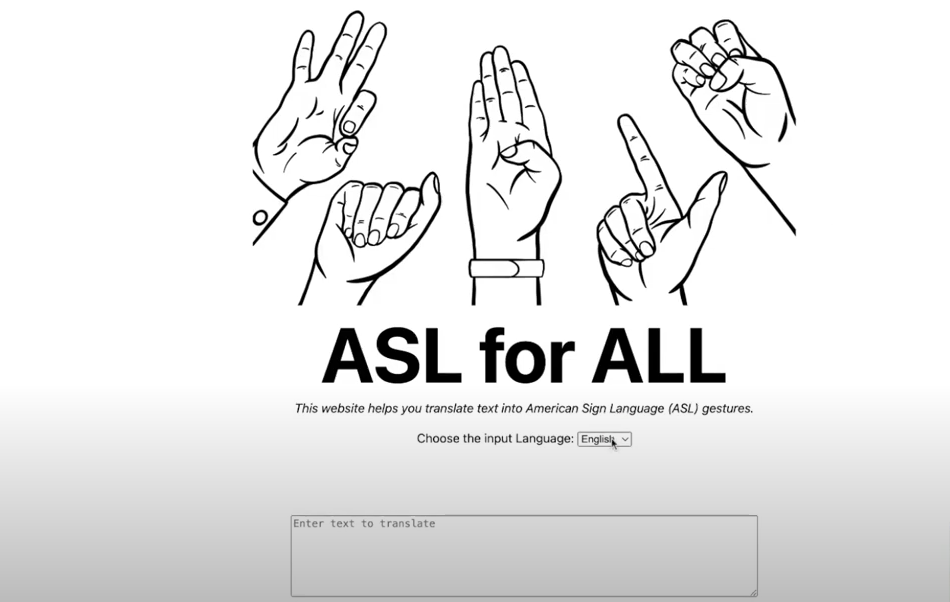 ASL for ALL
This website helps you translate text into American Sign Language (ASL) gestures.
Choose the input Language: English
Enter text to translate